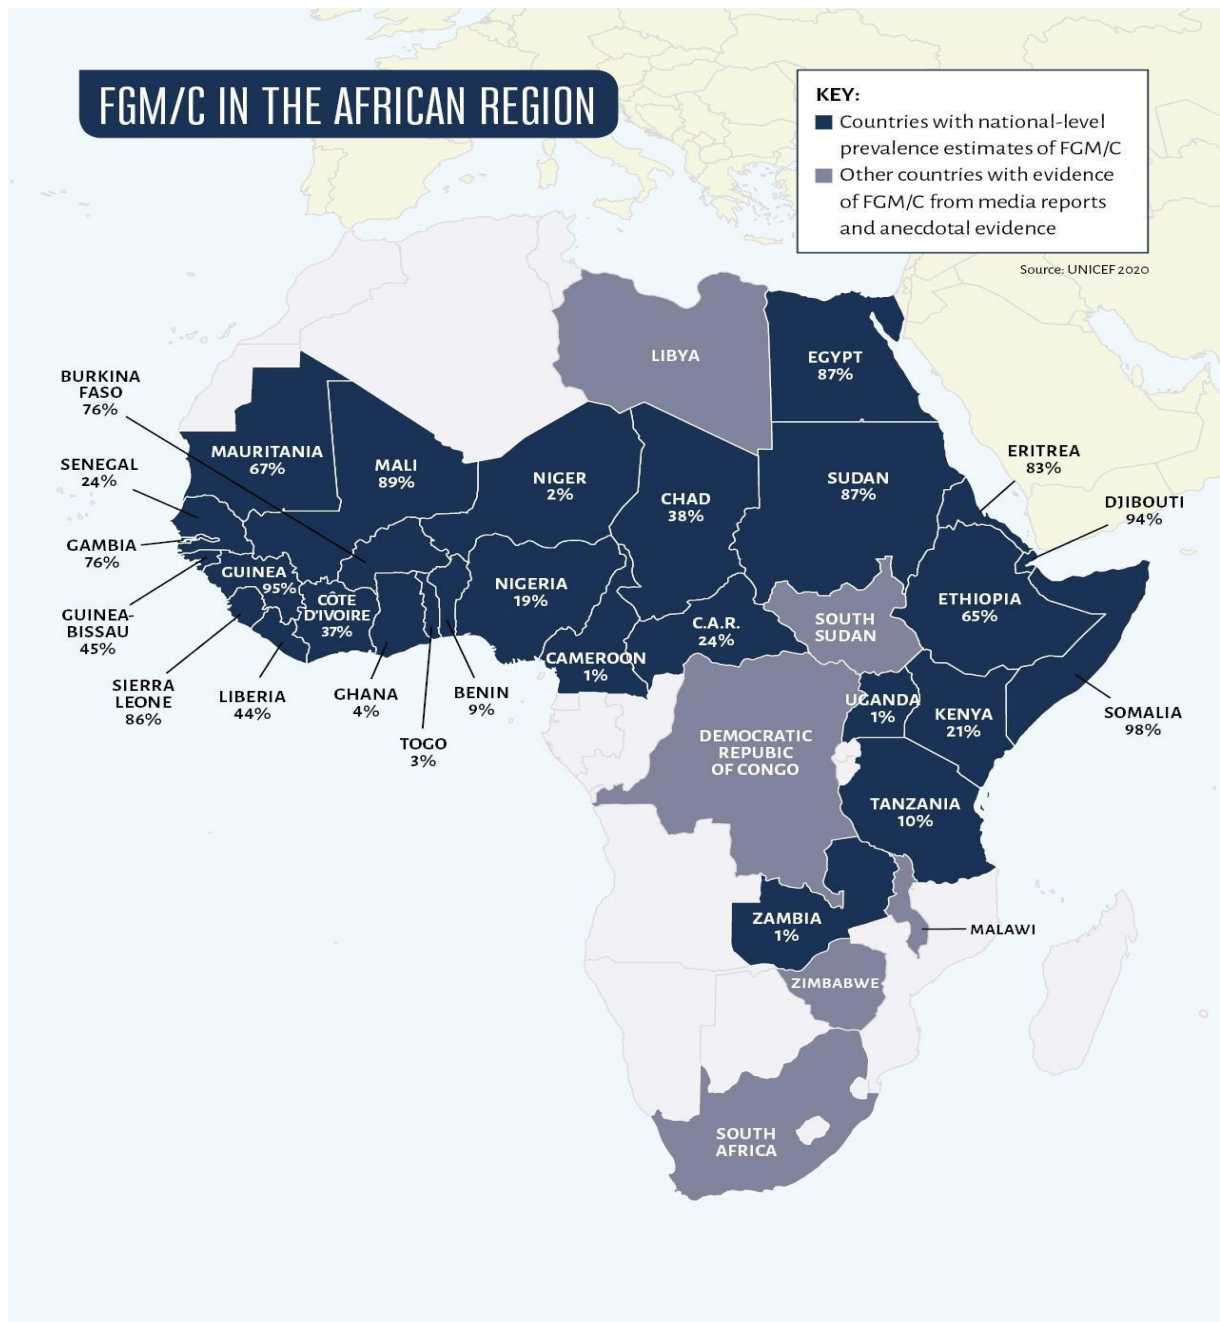 FGM/C IN THE AFRICAN REGION
KEY:
Countries with national-level
prevalence estimates of FGM/C
Other countries with evidence
of FGM/C from media reports
and anecdotal evidence
Source: UNICEF 2020
LIBYA
EGYPT
87%
BURKINA
FASO
76%
MAURITANIA
67%
MALI
89%
NIGER
2%
CHAD
38%
SUDAN
87%
ERITREA
83%
DJIBOUTI
94%
SENEGAL
24%
GAMBIA
76%
GUINEA
95%
CÔTE
D'IVOIRE
37%
NIGERIA
19%
C.A.R.
24%
SOUTH
SUDAN
ETHIOPIA
65%
GUINEA-
BISSAU
45%
SIERRA
LEONE
86%
LIBERIA
44%
GHANA
4%
TOGO
3%
BENIN
9%
CAMEROON
1%
UGANDA
1%
KENYA
21%
SOMALIA
98%
DEMOCRATIC
REPUBIC
OF CONGO
TANZANIA
10%
ZAMBIA
1%
MALAWI
ZIMBABWE
SOUTH
AFRICA